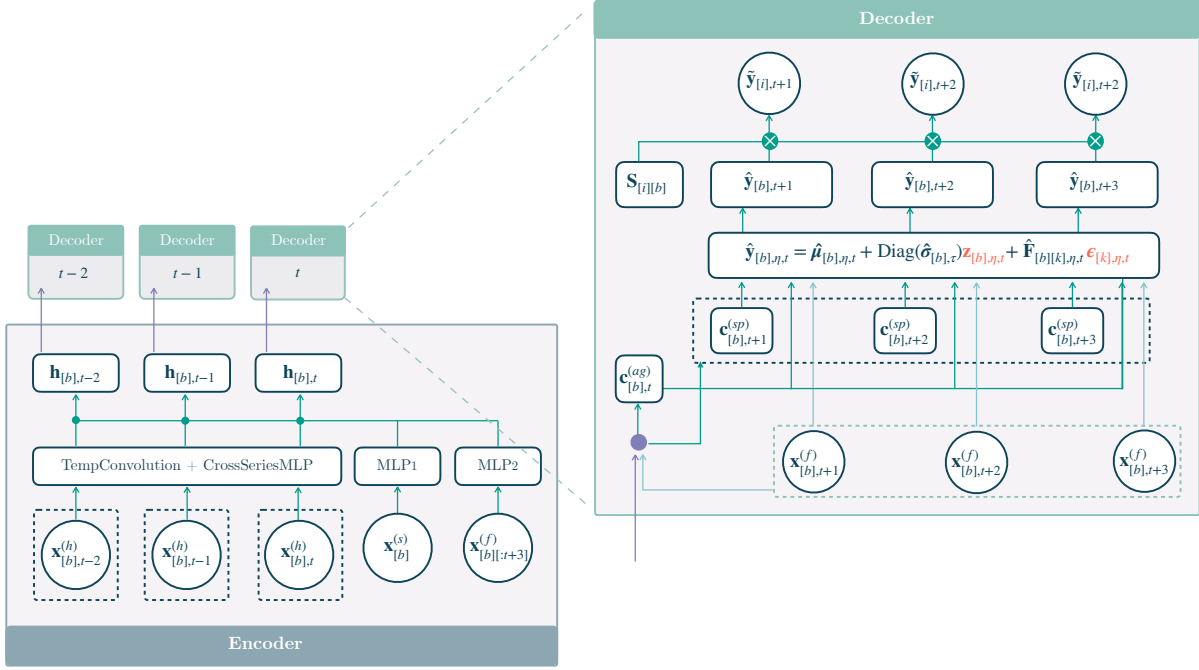 Decoder
ỹ[i],t+1
ỹ[i],t+2
ỹ[i],t+2
S[i][b]
ŷ[b],t+1
ŷ[b],t+2
ŷ[b],t+3
ŷ[b],η,t = μ̂[b],η,t + Diag(σ̂[b],τ)z[b],η,t + F̂[b][k],η,t ϵ[k],η,t
c(sp)[b],t+1
c(sp)[b],t+2
c(sp)[b],t+3
c(ag)[b],t
x(f)[b],t+1
x(f)[b],t+2
x(f)[b],t+3
Decoder
t−2
Decoder
t−1
Decoder
t
h[b],t−2
h[b],t−1
h[b],t
TempConvolution + CrossSeriesMLP
MLP1
MLP2
x(h)[b],t−2
x(h)[b],t−1
x(h)[b],t
x(s)[b]
x(f)[b][:t+3]
Encoder